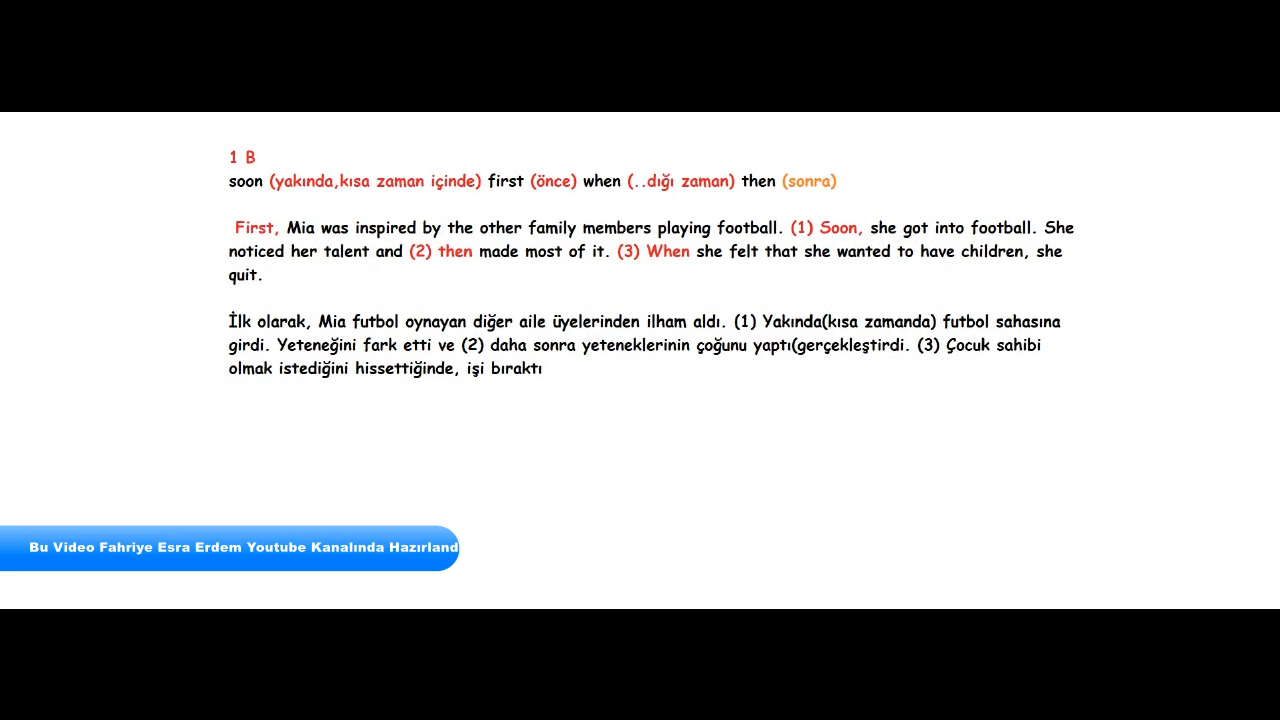 1 B
soon (yakında,kısa zaman içinde) first (önce) when (..dığı zaman) then (sonra)
First, Mia was inspired by the other family members playing football. (1) Soon, she got into football. She
noticed her talent and (2) then made most of it. (3) When she felt that she wanted to have children, she
quit.
İlk olarak, Mia futbol oynayan diğer aile üyelerinden ilham aldı. (1) Yakında(kısa zamanda) futbol sahasına
girdi. Yeteneğini fark etti ve (2) daha sonra yeteneklerinin çoğunu yaptı(gerçekleştirdi. (3) Çocuk sahibi
olmak istediğini hissettiğinde, işi bıraktı
Bu Video Fahriye Esra Erdem Youtube Kanalında Hazırland